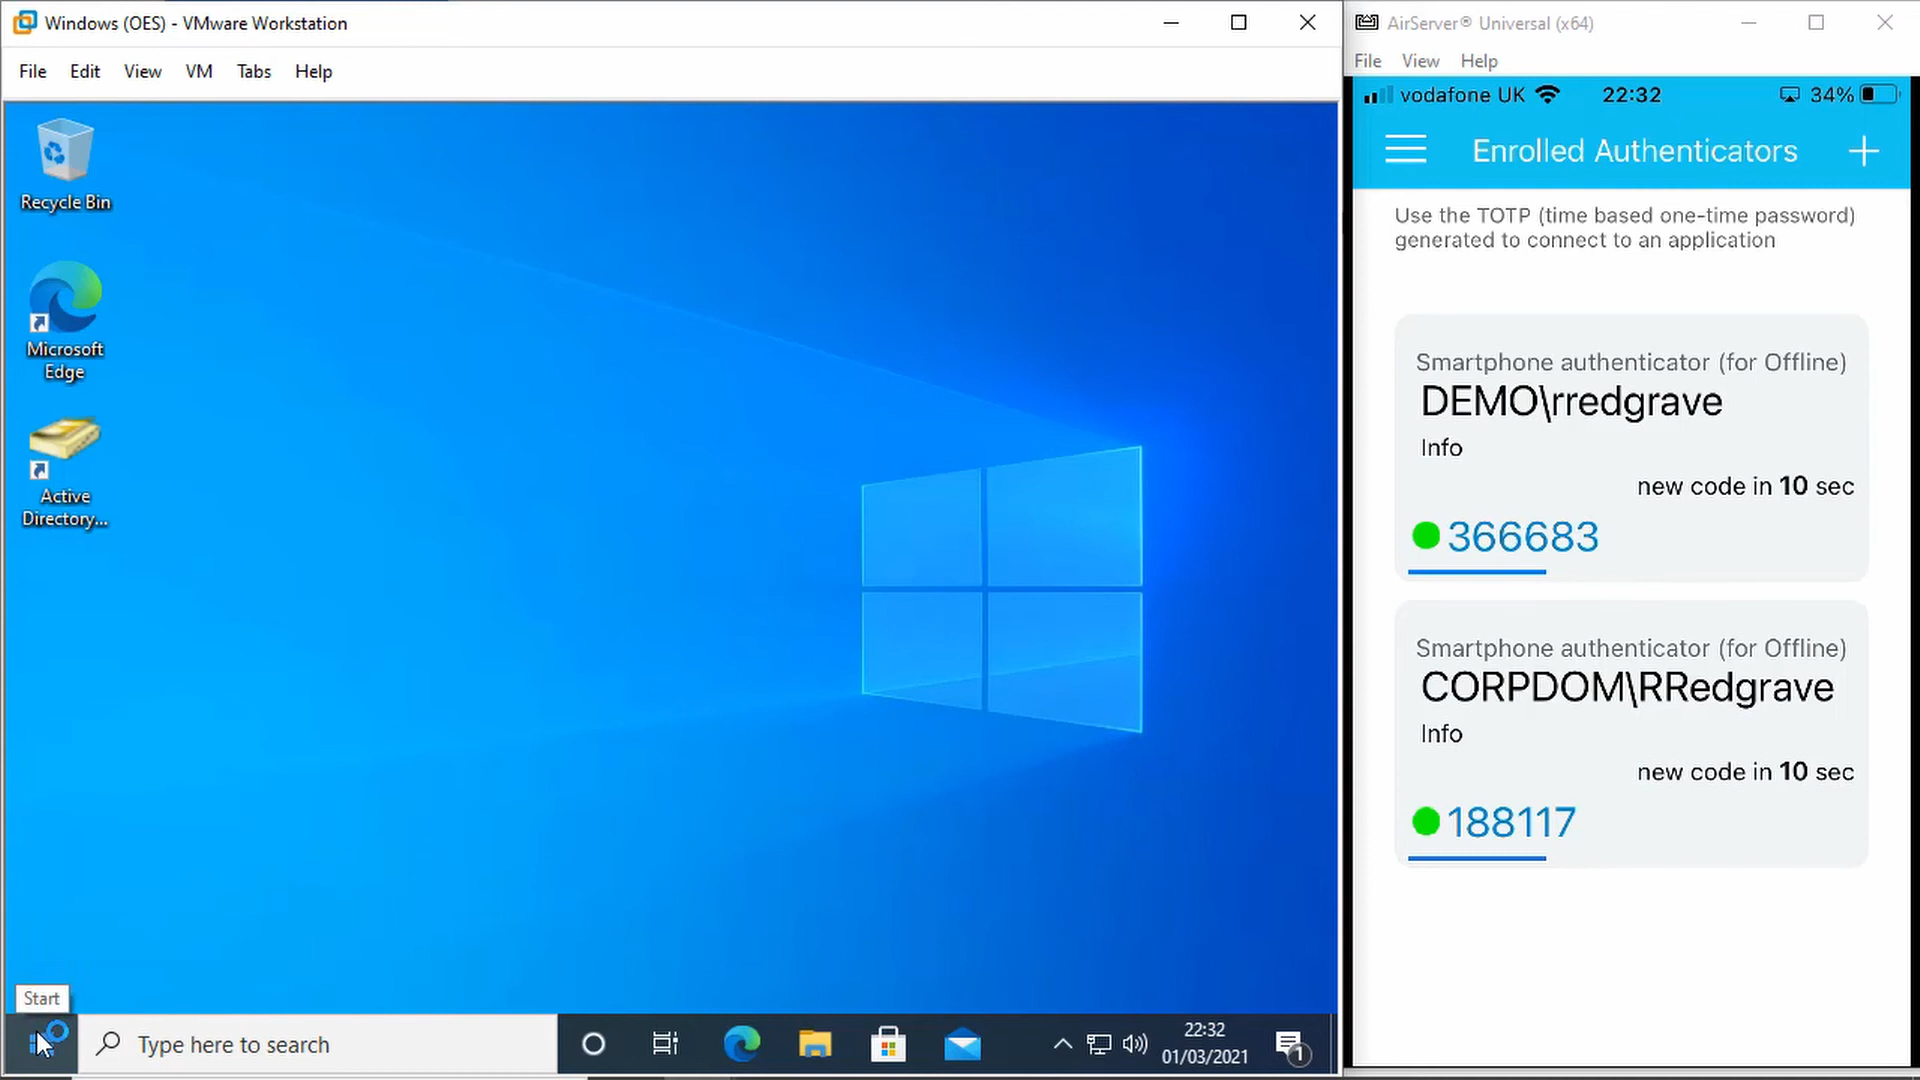 Windows (OES) - VMware Workstation
File Edit View VM Tabs Help
Recycle Bin
Microsoft
Edge
Active
Directory...
Start
Type here to search
22:32
01/03/2021
1
AirServer® Universal (x64)
File View Help
vodafone UK 22:32 34%
Enrolled Authenticators
Use the TOTP (time based one-time password)
generated to connect to an application
Smartphone authenticator (for Offline)
DEMO\rredgrave
Info
new code in 10 sec
366683
Smartphone authenticator (for Offline)
CORPDOM\RRedgrave
Info
new code in 10 sec
188117